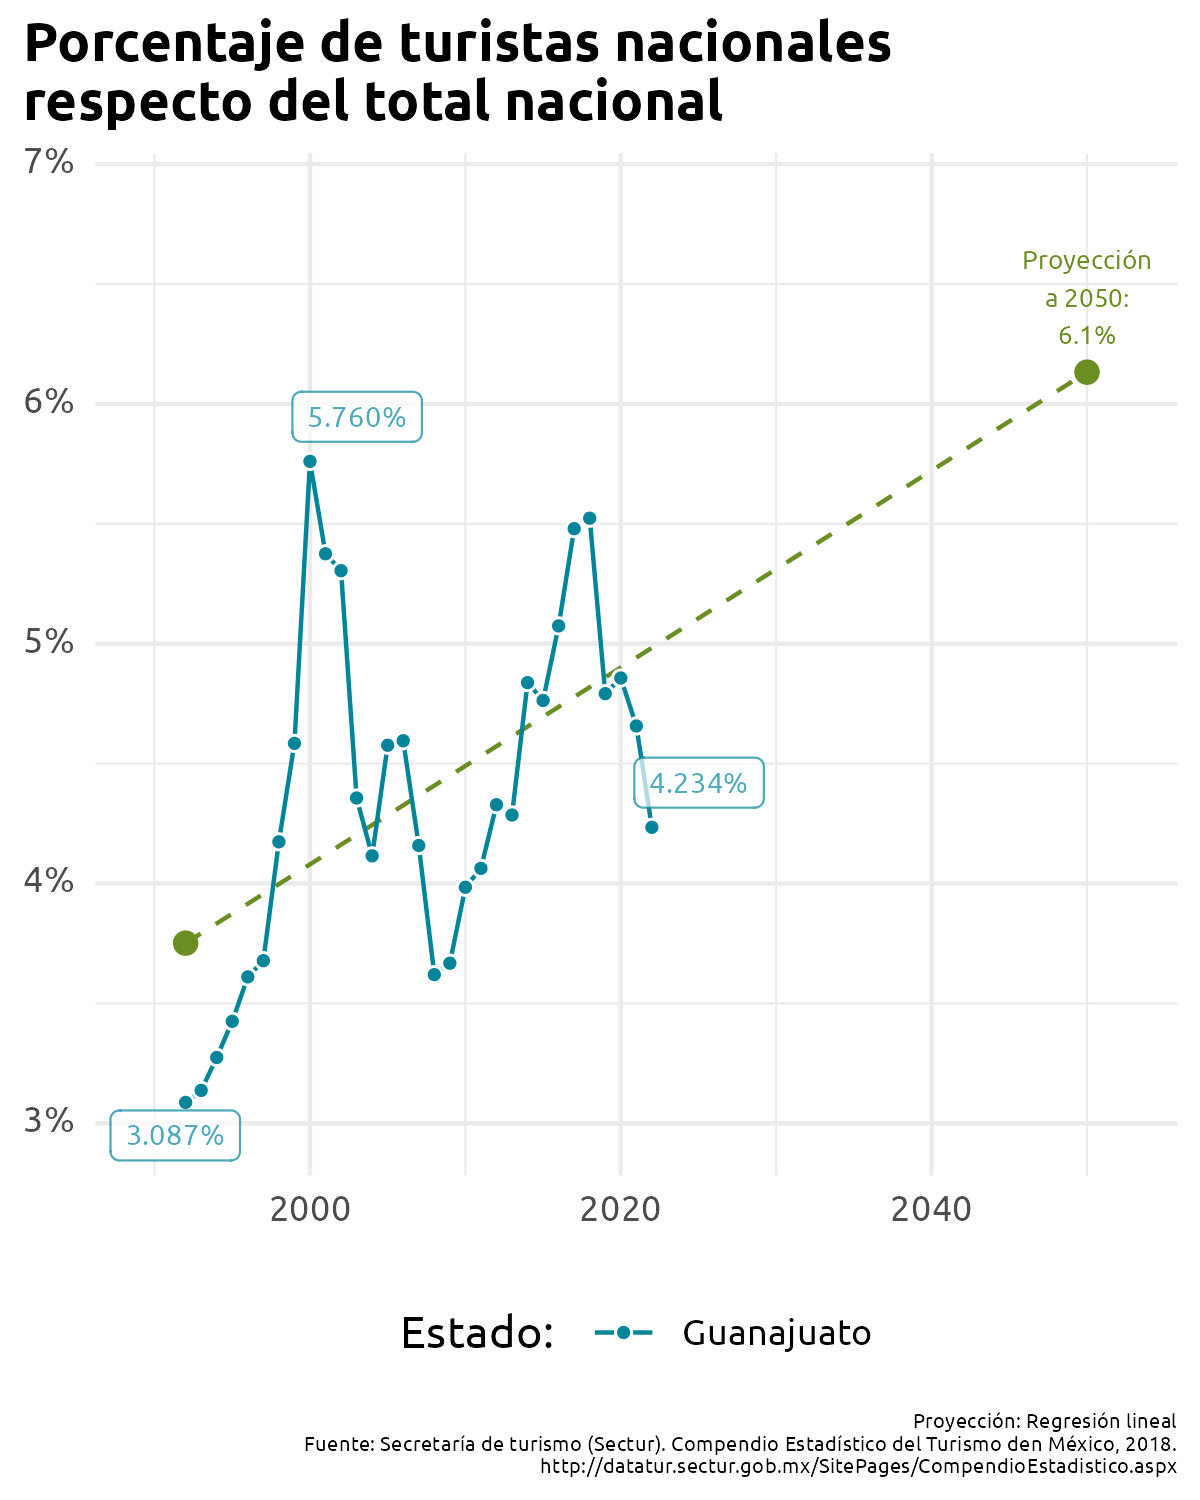 Porcentaje de turistas nacionales
respecto del total nacional
7%
6%
5%
4%
3%
Proyección
a 2050:
6.1%
5.760%
4.234%
3.087%
2000
2020
2040
Estado:
Guanajuato
Proyección: Regresión lineal
Fuente: Secretaría de turismo (Sectur). Compendio Estadístico del Turismo den México, 2018.
http://datatur.sectur.gob.mx/SitePages/CompendioEstadistico.aspx